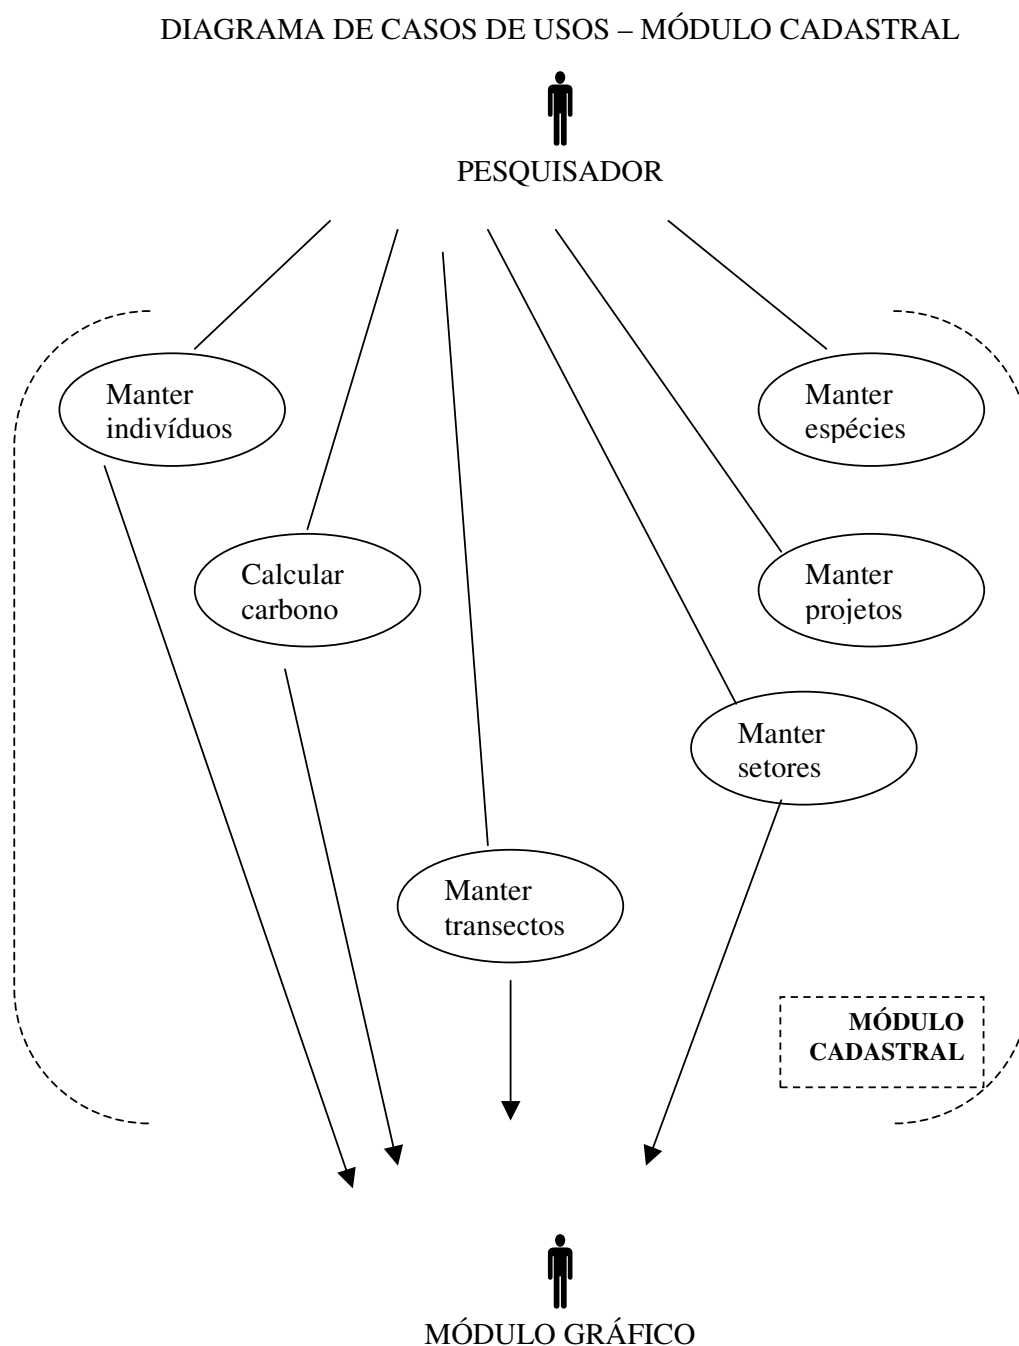 DIAGRAMA DE CASOS DE USOS – MÓDULO CADASTRAL
PESQUISADOR
Manter
indivíduos
Manter
espécies
Calcular
carbono
Manter
projetos
Manter
setores
Manter
transectos
MÓDULO
CADASTRAL
MÓDULO GRÁFICO